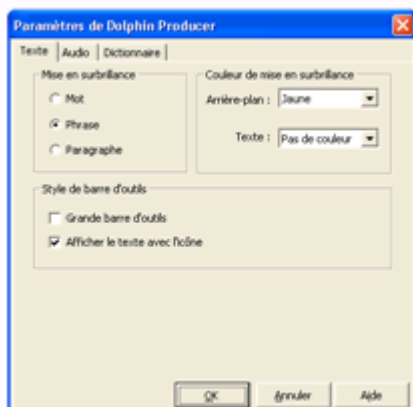 Paramètres de Dolphin Producer
Texte Audio Dictionnaire
Mise en surbrillance
Mot
Phrase
Paragraphe
Couleur de mise en surbrillance
Arrière-plan : Jaune
Texte : Pas de couleur
Style de barre d'outils
Grande barre d'outils
Afficher le texte avec l'icône
OK Annuler Aide